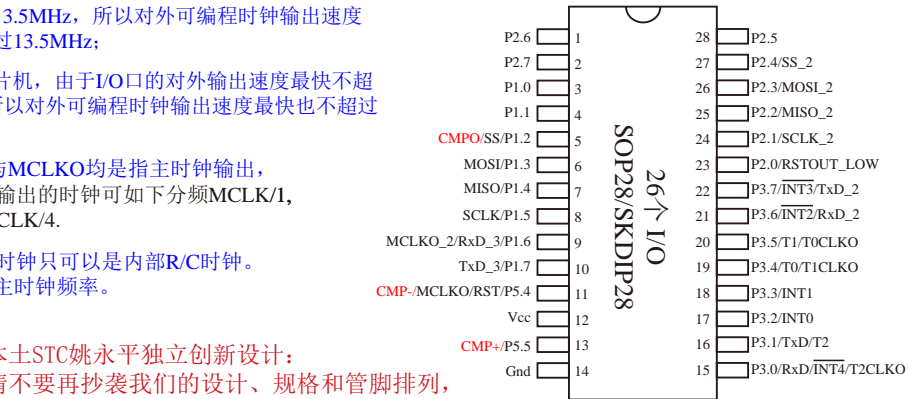 3.5MHz，所以对外可编程时钟输出速度
过13.5MHz；
片机，由于I/O口的对外输出速度最快不超
所以对外可编程时钟输出速度最快也不超过
与MCLKO均是指主时钟输出，
输出的时钟可如下分频MCLK/1,
CLK/4.
时钟只可以是内部R/C时钟。
主时钟频率。
本土STC姚永平独立创新设计：
请不要再抄袭我们的设计、规格和管脚排列，
P2.6 1
P2.7 2
P1.0 3
P1.1 4
CMPO/SS/P1.2 5
MOSI/P1.3 6
MISO/P1.4 7
SCLK/P1.5 8
MCLKO_2/RxD_3/P1.6 9
TxD_3/P1.7 10
CMP-/MCLKO/RST/P5.4 11
Vcc 12
CMP+/P5.5 13
Gnd 14
SOP28/SKDIP28
26个 I/O
28 P2.5
27 P2.4/SS_2
26 P2.3/MOSI_2
25 P2.2/MISO_2
24 P2.1/SCLK_2
23 P2.0/RSTOUT_LOW
22 P3.7/INT3/TxD_2
21 P3.6/INT2/RxD_2
20 P3.5/T1/T0CLKO
19 P3.4/T0/T1CLKO
18 P3.3/INT1
17 P3.2/INT0
16 P3.1/TxD/T2
15 P3.0/RxD/INT4/T2CLKO